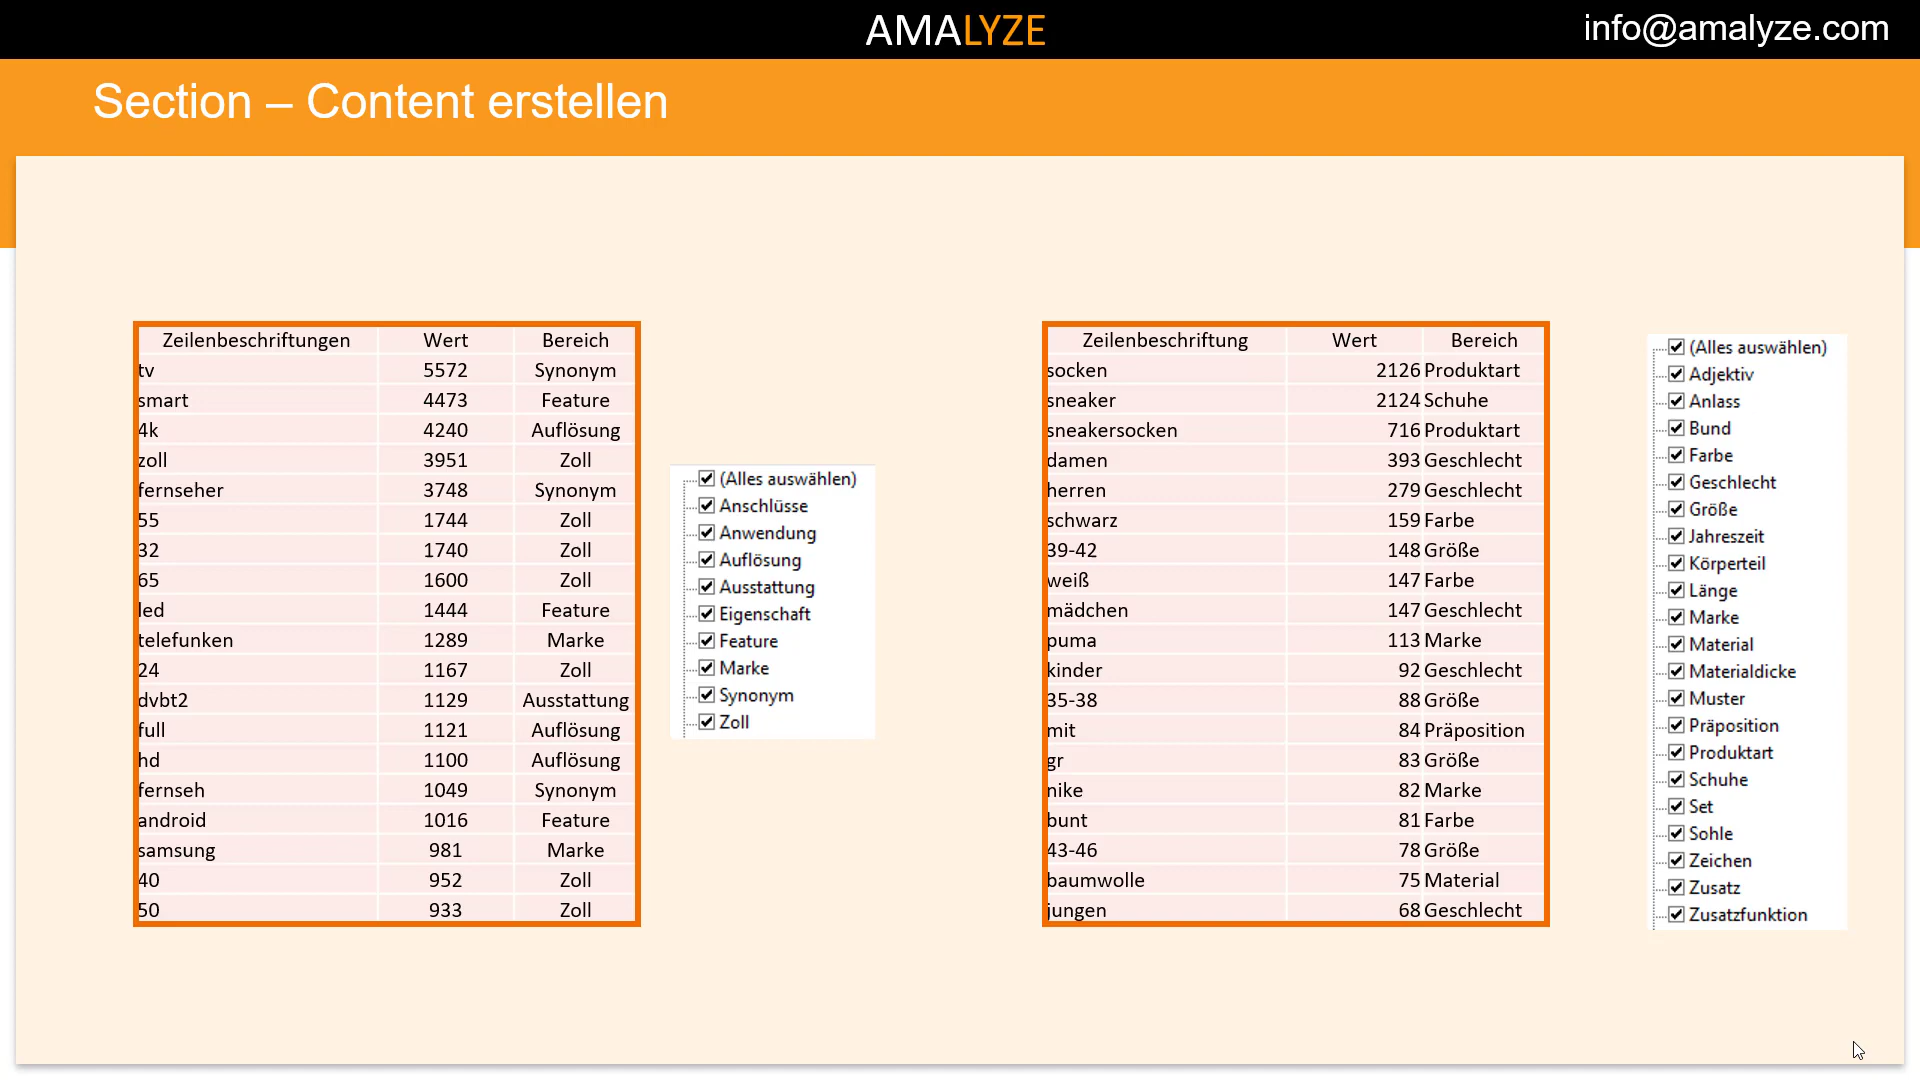 AMALYZE
info@amalyze.com
Section – Content erstellen
Zeilenbeschriftungen Wert Bereich
tv 5572 Synonym
smart 4473 Feature
4k 4240 Auflösung
zoll 3951 Zoll
fernseher 3748 Synonym
55 1744 Zoll
32 1740 Zoll
65 1600 Zoll
led 1444 Feature
telefunken 1289 Marke
24 1167 Zoll
dvbt2 1129 Ausstattung
full 1121 Auflösung
hd 1100 Auflösung
fernseh 1049 Synonym
android 1016 Feature
samsung 981 Marke
40 952 Zoll
50 933 Zoll
(Alles auswählen)
Anschlüsse
Anwendung
Auflösung
Ausstattung
Eigenschaft
Feature
Marke
Synonym
Zoll
Zeilenbeschriftung Wert Bereich
socken 2126 Produktart
sneaker 2124 Schuhe
sneakersocken 716 Produktart
damen 393 Geschlecht
herren 279 Geschlecht
schwarz 159 Farbe
39-42 148 Größe
weiß 147 Farbe
mädchen 147 Geschlecht
puma 113 Marke
kinder 92 Geschlecht
35-38 88 Größe
mit 84 Präposition
gr 83 Größe
nike 82 Marke
bunt 81 Farbe
43-46 78 Größe
baumwolle 75 Material
jungen 68 Geschlecht
(Alles auswählen)
Adjektiv
Anlass
Bund
Farbe
Geschlecht
Größe
Jahreszeit
Körperteil
Länge
Marke
Material
Materialdicke
Muster
Präposition
Produktart
Schuhe
Set
Sohle
Zeichen
Zusatz
Zusatzfunktion